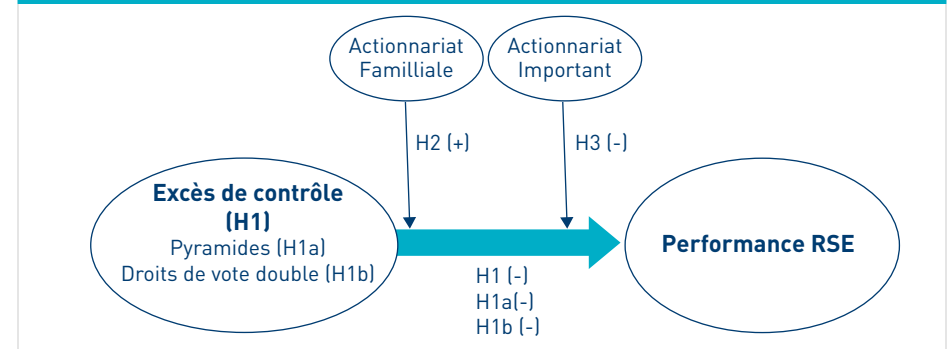 Actionnariat
Familliale
Actionnariat
Important
H2 (+)
H3 (-)
Excès de contrôle
(H1)
Pyramides (H1a)
Droits de vote double (H1b)
Performance RSE
H1 (-)
H1a(-)
H1b (-)